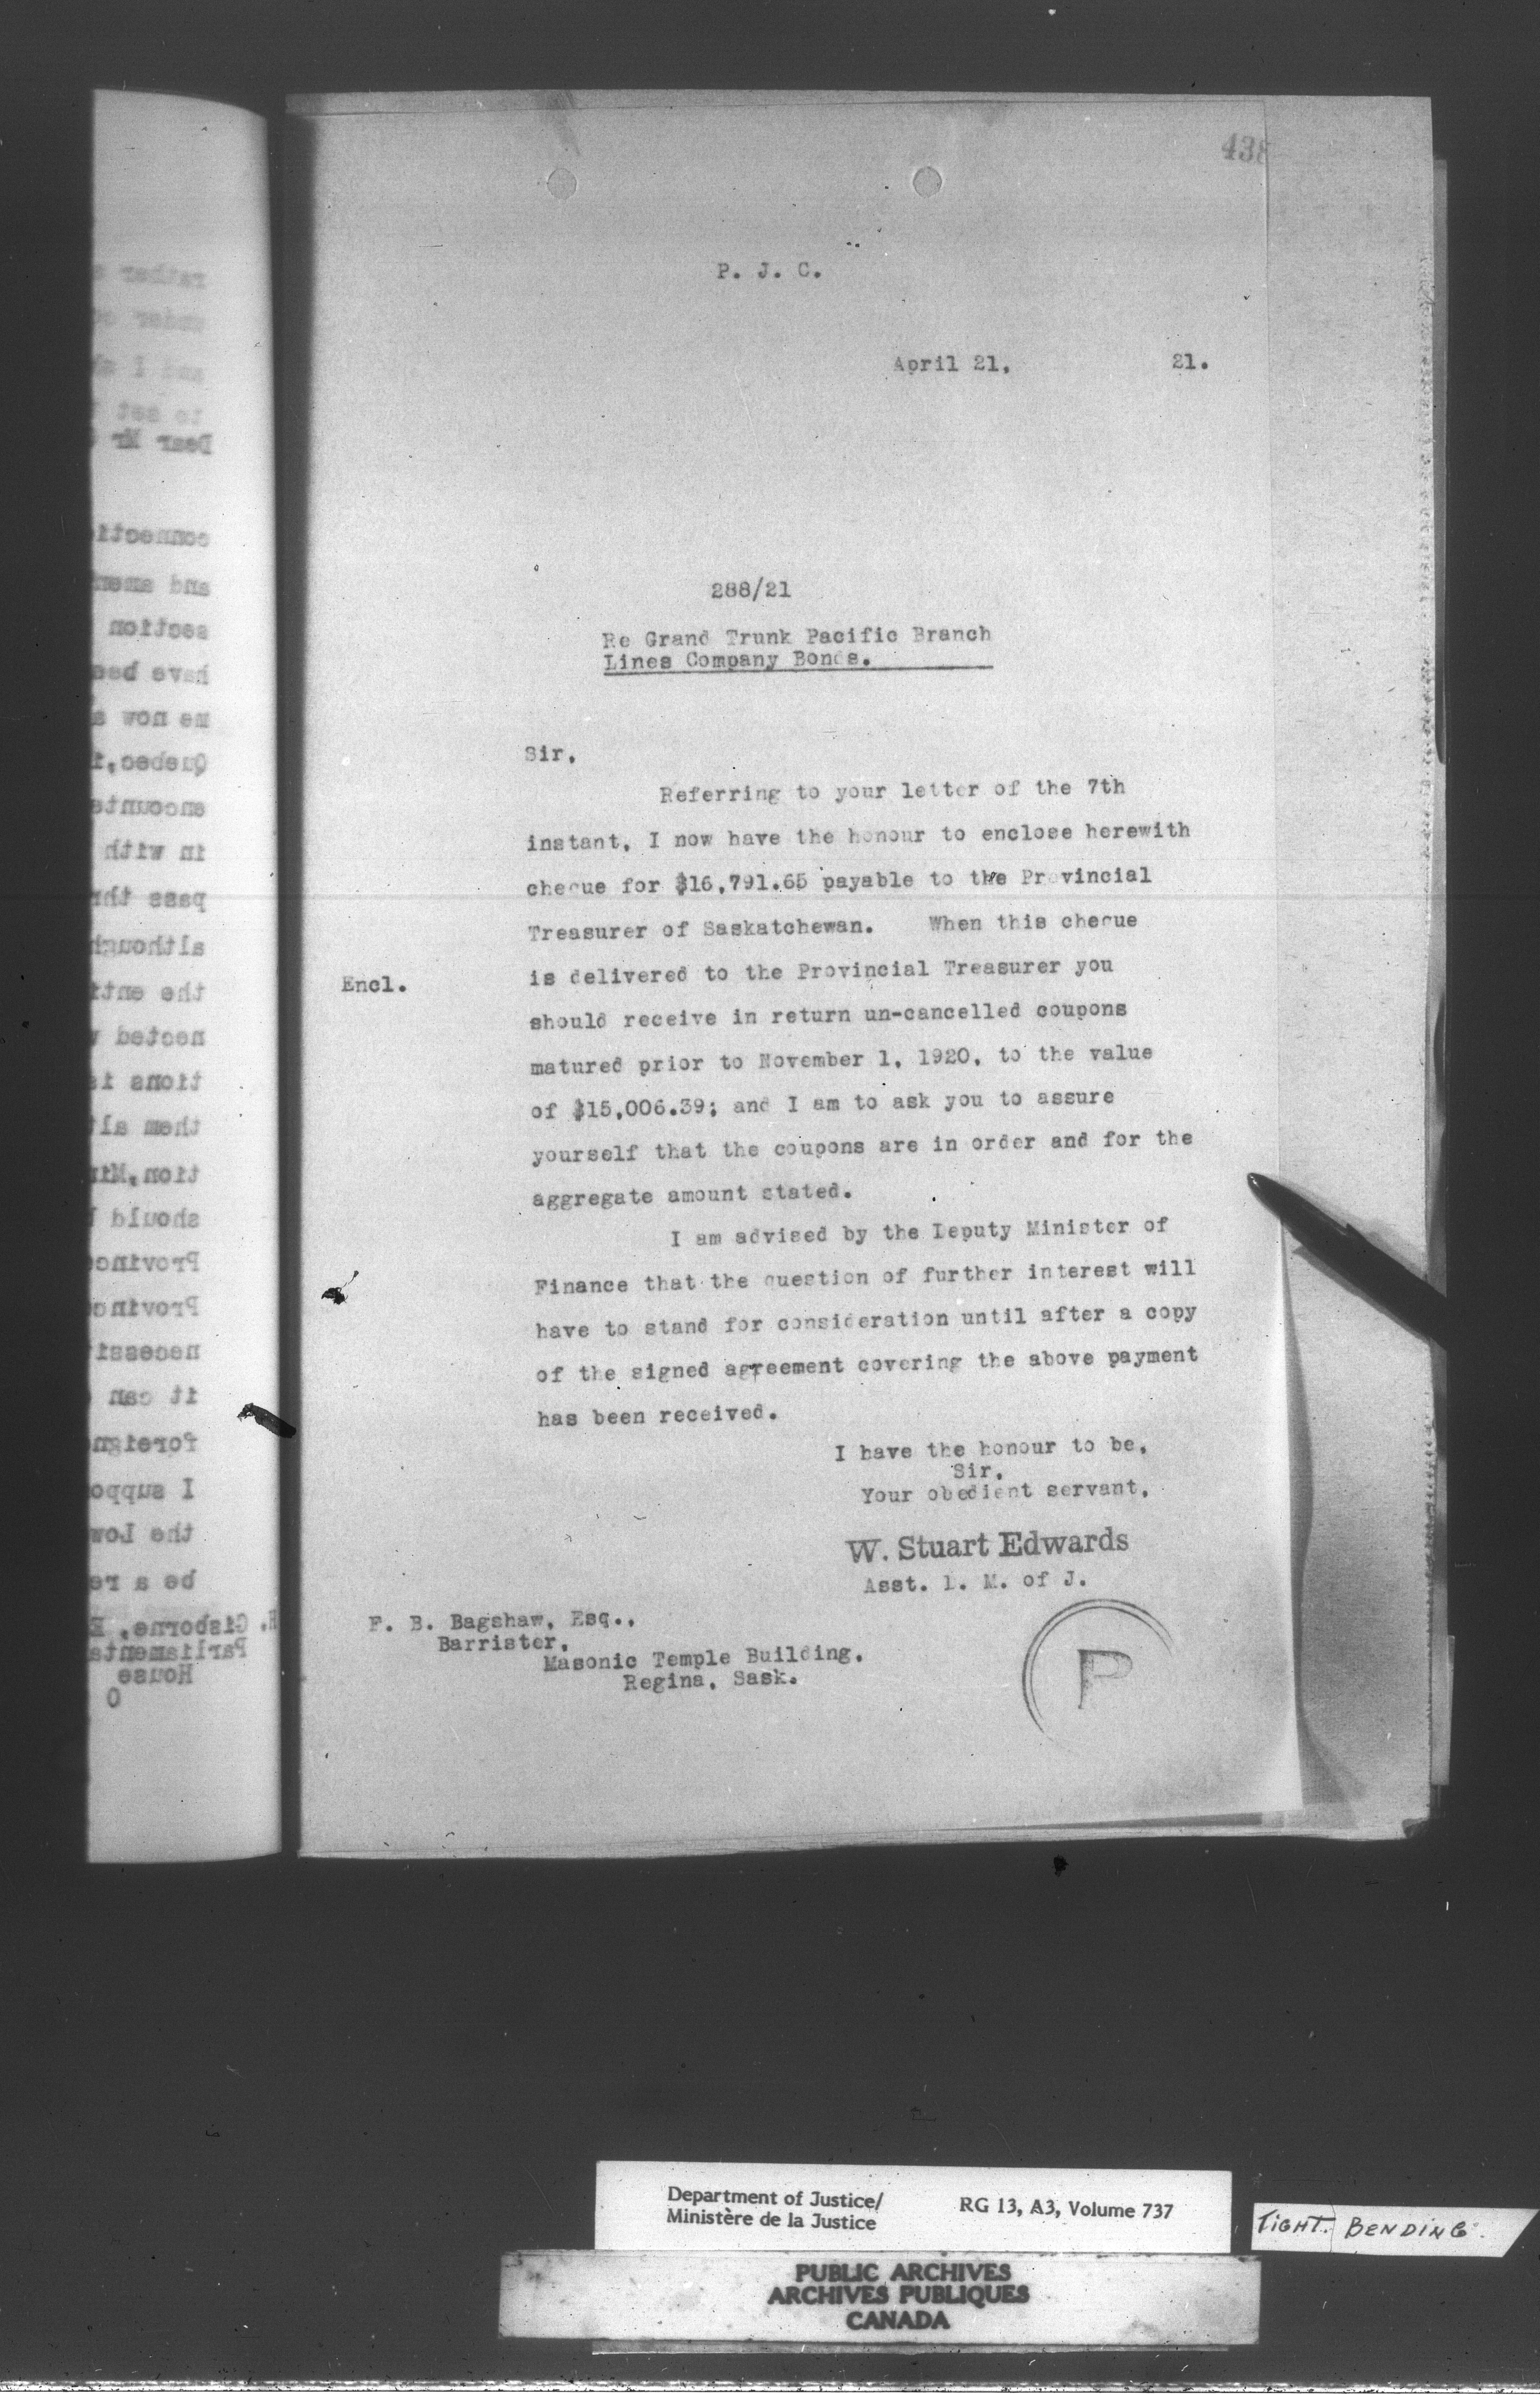 438
P. J. C.
April 21, 21.
288/21
Re Grand Trunk Pacific Branch
Lines Company Bonds.
Sir,
Referring to your letter of the 7th
instant, I now have the honour to enclose herewith
cheque for $16,791.65 payable to the Provincial
Treasurer of Saskatchewan. When this cheque
Encl.
is delivered to the Provincial Treasurer you
should receive in return un-cancelled coupons
matured prior to November 1, 1920, to the value
of $15,006.39; and I am to ask you to assure
yourself that the coupons are in order and for the
aggregate amount stated.
I am advised by the Deputy Minister of
Finance that the question of further interest will
have to stand for consideration until after a copy
of the signed agreement covering the above payment
has been received.
I have the honour to be,
Sir,
Your obedient servant,
W. Stuart Edwards
Asst. D. M. of J.
F. B. Bagshaw, Esq.,
Barrister,
Masonic Temple Building,
Regina, Sask.
P
Department of Justice/
Ministère de la Justice
RG 13, A3, Volume 737
TIGHT BENDING.
PUBLIC ARCHIVES
ARCHIVES PUBLIQUES
CANADA